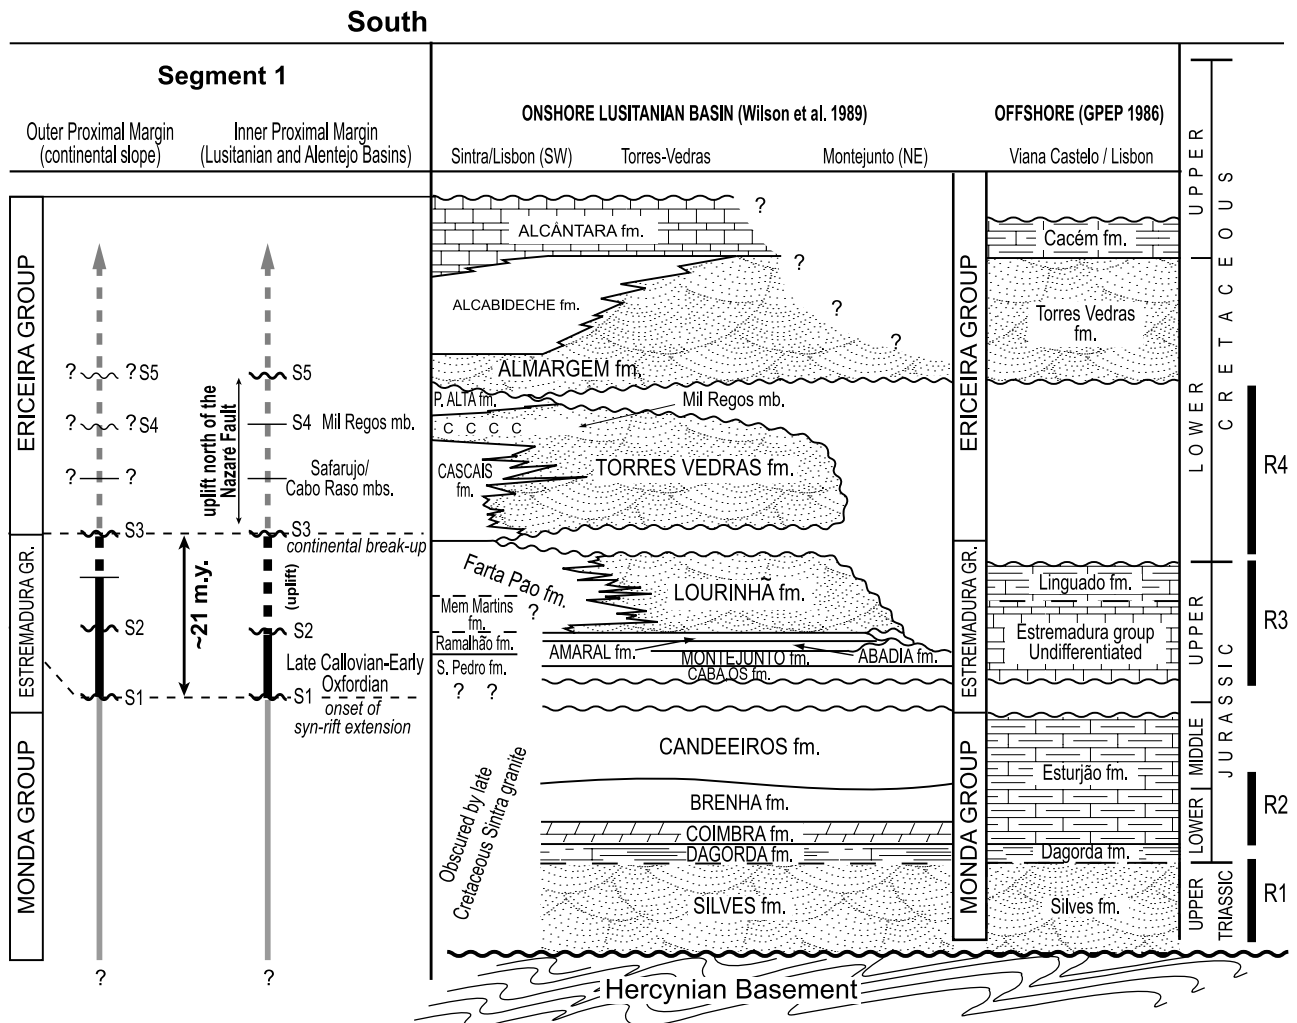 South
Segment 1
Outer Proximal Margin
(continental slope)
Inner Proximal Margin
(Lusitanian and Alentejo Basins)
ONSHORE LUSITANIAN BASIN (Wilson et al. 1989)
OFFSHORE (GPEP 1986)
Sintra/Lisbon (SW)
Torres-Vedras
Montejunto (NE)
Viana Castelo / Lisbon
ERICEIRA GROUP
ESTREMADURA GR.
MONDA GROUP
? ? S5
? ? S4
? ?
S3
S2
S1
?
uplift north of the
Nazaré Fault
~21 m.y.
S5
S4 Mil Regos mb.
Safarujo/
Cabo Raso mbs.
S3
continental break-up
(uplift)
S2
Late Callovian-Early
Oxfordian
S1
onset of
syn-rift extension
?
ALCÂNTARA fm.
?
?
?
?
ALCABIDECHE fm.
ALMARGEM fm.
P. ALTA fm.
Mil Regos mb.
C C C C
CASCAIS
fm.
TORRES VEDRAS fm.
Farta Pao fm.
LOURINHÃ fm.
Mem Martins
fm.
?
Ramalhão fm.
AMARAL fm.
MONTEJUNTO fm.
ABADIA fm.
S. Pedro fm.
CABAÇOS fm.
? ?
CANDEEIROS fm.
BRENHA fm.
COIMBRA fm.
DAGORDA fm.
SILVES fm.
Obscured by late
Cretaceous Sintra granite
Hercynian Basement
ERICEIRA GROUP
ESTREMADURA GR.
MONDA GROUP
Cacém fm.
Torres Vedras
fm.
Linguado fm.
Estremadura group
Undifferentiated
Esturjão fm.
Dagorda fm.
Silves fm.
UPPER
LOWER
CRETACEOUS
UPPER
MIDDLE
LOWER
JURASSIC
UPPER
TRIASSIC
R4
R3
R2
R1